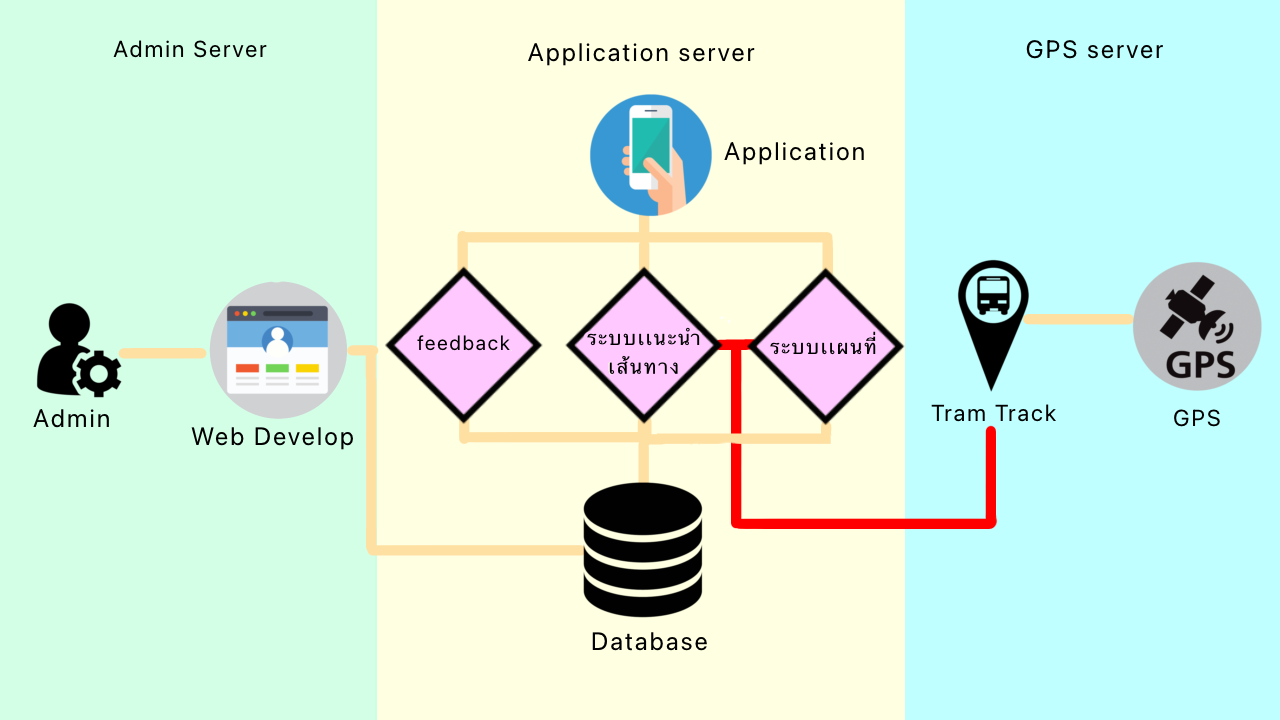 Admin Server
Application server
GPS server
Application
feedback
ระบบแนะนำ
เส้นทาง
ระบบแผนที่
GPS
Admin
Web Develop
Tram Track
GPS
Database